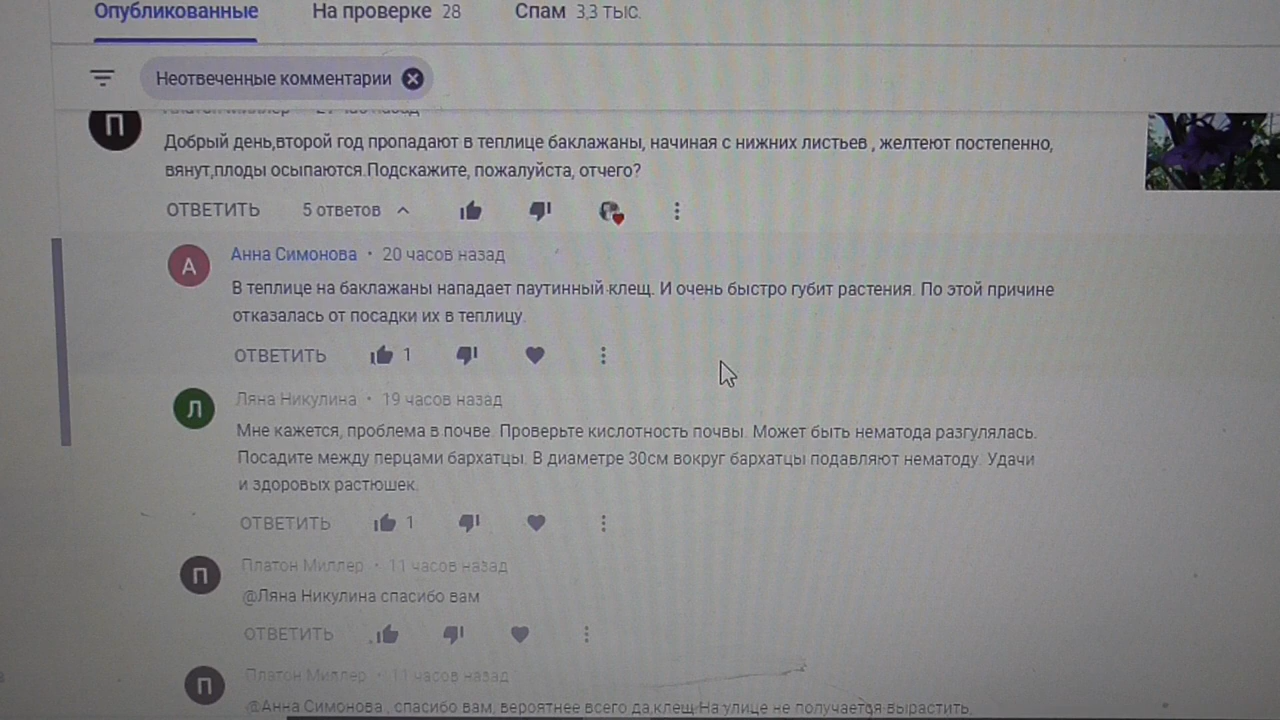 Опубликованные На проверке 28 Спам 3,3 ТЫС.
Неотвеченные комментарии
П
Добрый день,второй год пропадают в теплице баклажаны, начиная с нижних листьев , желтеют постепенно,
вянут,плоды осыпаются.Подскажите, пожалуйста, отчего?
ОТВЕТИТЬ 5 ответов
А
Анна Симонова • 20 часов назад
В теплице на баклажаны нападает паутинный клещ. И очень быстро губит растения. По этой причине
отказалась от посадки их в теплицу.
ОТВЕТИТЬ 1
Л
Ляна Никулина • 19 часов назад
Мне кажется, проблема в почве. Проверьте кислотность почвы. Может быть нематода разгулялась.
Посадите между перцами бархатцы. В диаметре 30см вокруг бархатцы подавляют нематоду. Удачи
и здоровых растюшек.
ОТВЕТИТЬ 1
П
Платон Миллер • 11 часов назад
@Ляна Никулина спасибо вам
ОТВЕТИТЬ
П
Платон Миллер • 11 часов назад
@Анна Симонова , спасибо вам, вероятнее всего да,клещ.На улице не получается вырастить,